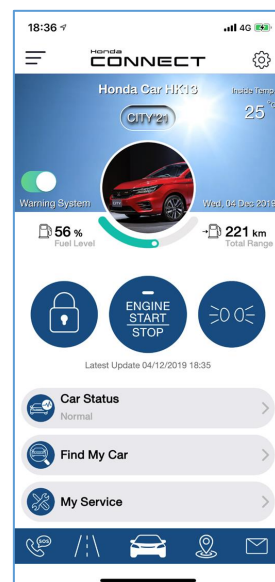 18:36
4G
Honda
CONNECT
Honda Car HK13
Inside Temp
CITY'21
25 °c
Warning System
Wed, 04 Dec 2019
56 %
Fuel Level
221 km
Total Range
ENGINE
START
STOP
Latest Update 04/12/2019 18:35
Car Status
Normal
Find My Car
My Service
SOS